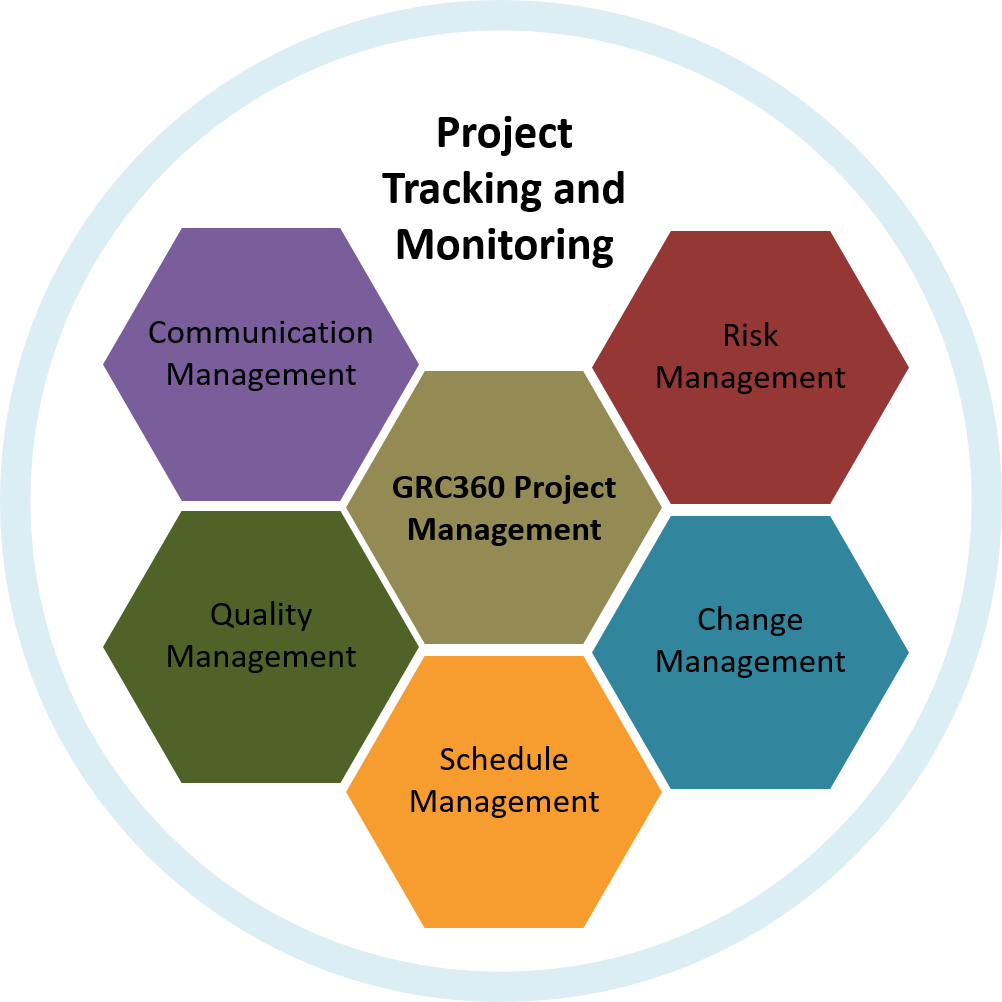 Project
Tracking and
Monitoring
Communication
Management
Risk
Management
GRC360 Project
Management
Quality
Management
Change
Management
Schedule
Management